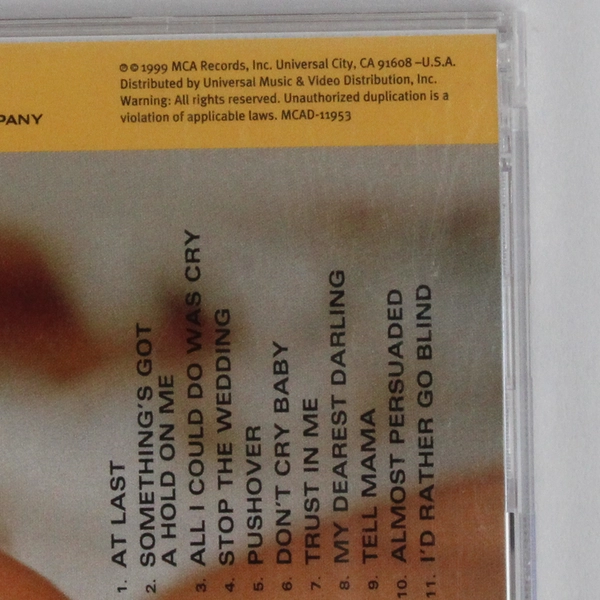 PANY
℗ © 1999 MCA Records, Inc. Universal City, CA 91608 –U.S.A.
Distributed by Universal Music & Video Distribution, Inc.
Warning: All rights reserved. Unauthorized duplication is a
violation of applicable laws. MCAD-11953
1. AT LAST
2. SOMETHING'S GOT
A HOLD ON ME
3. ALL I COULD DO WAS CRY
4. STOP THE WEDDING
5. PUSHOVER
6. DON'T CRY BABY
7. TRUST IN ME
8. MY DEAREST DARLING
9. TELL MAMA
10. ALMOST PERSUADED
11. I'D RATHER GO BLIND